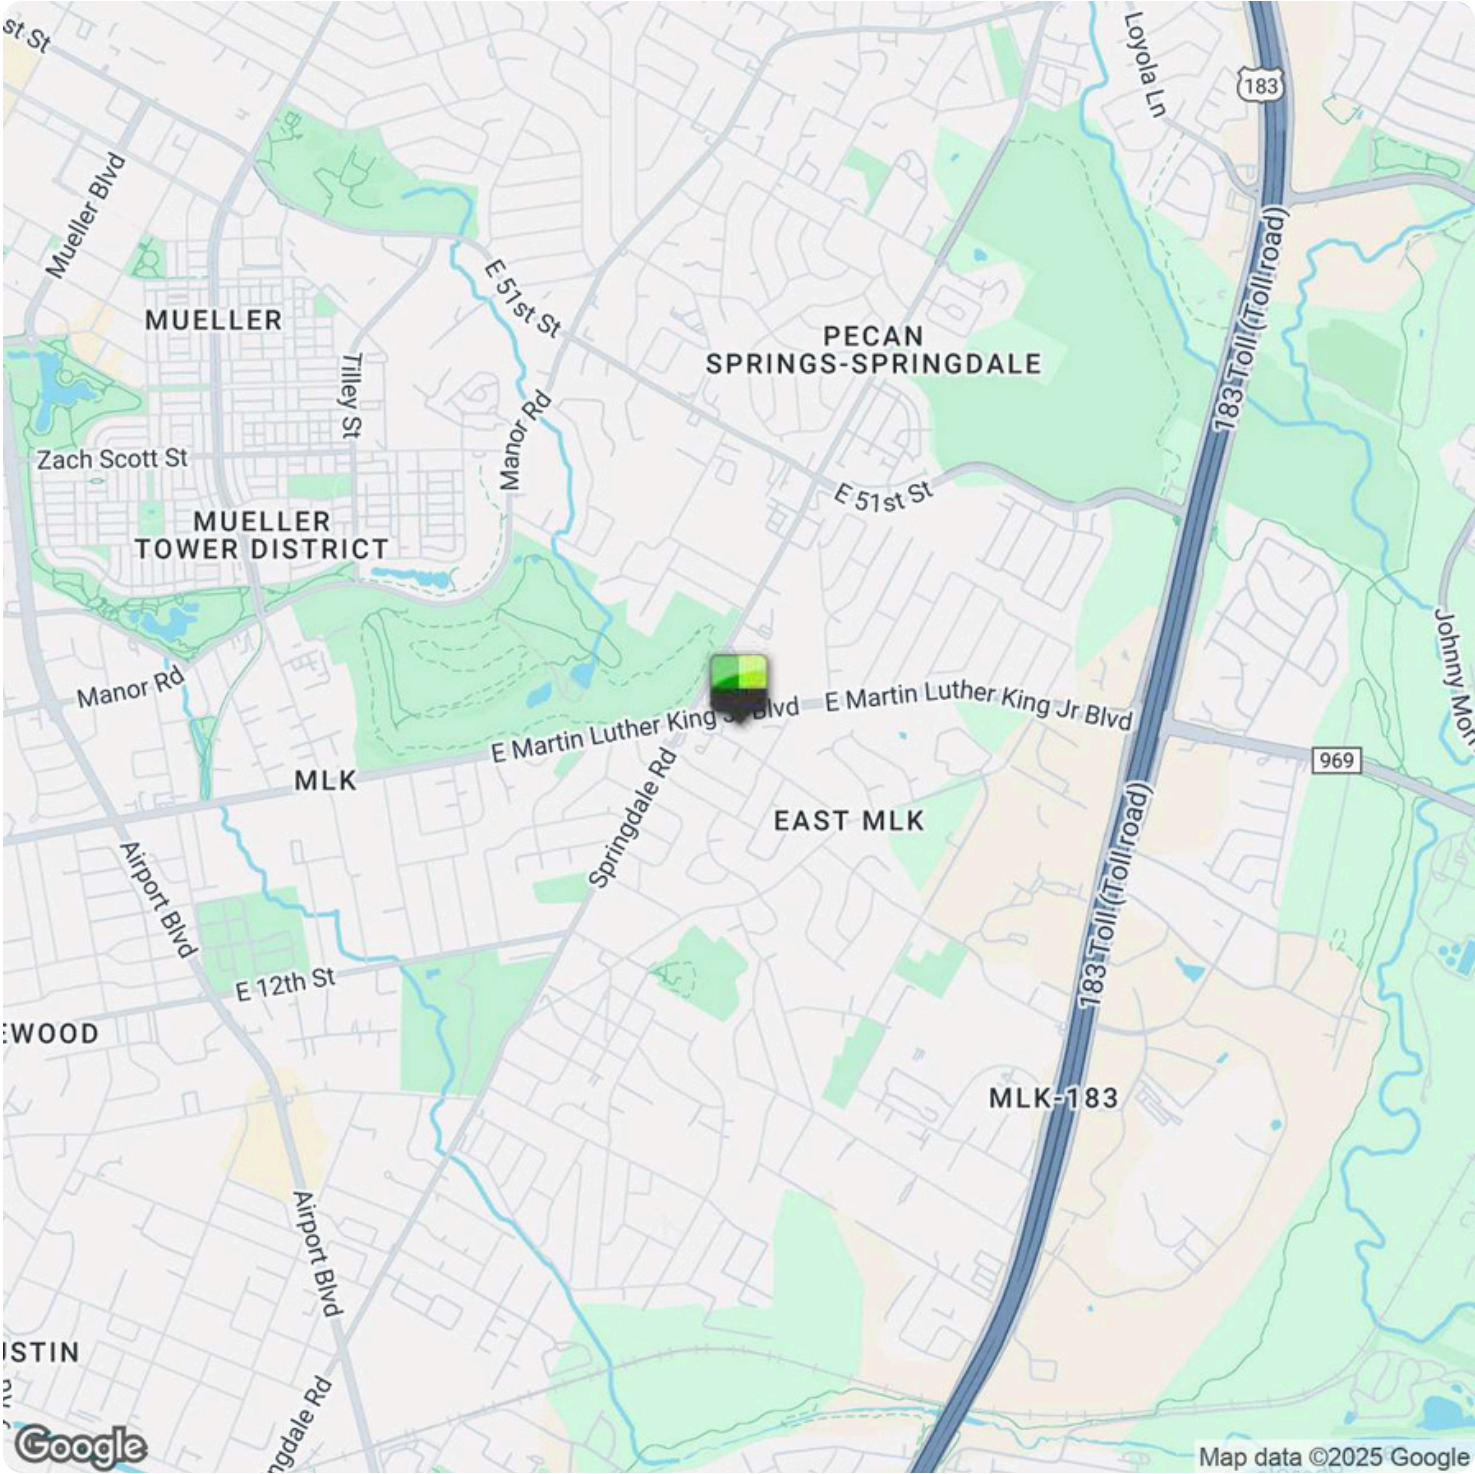 st St
Loyola Ln
183
Mueller Blvd
183 Toll (Toll road)
E 51st St
MUELLER
PECAN
SPRINGS-SPRINGDALE
Tilley St
Manor Rd
Zach Scott St
E 51st St
MUELLER
TOWER DISTRICT
Johnny Morr
Manor Rd
E Martin Luther King Jr Blvd
E Martin Luther King Jr Blvd
969
MLK
EAST MLK
Springdale Rd
183 Toll (Toll road)
Airport Blvd
E 12th St
EWOOD
MLK-183
Airport Blvd
USTIN
ngdale Rd
Google
Map data ©2025 Google